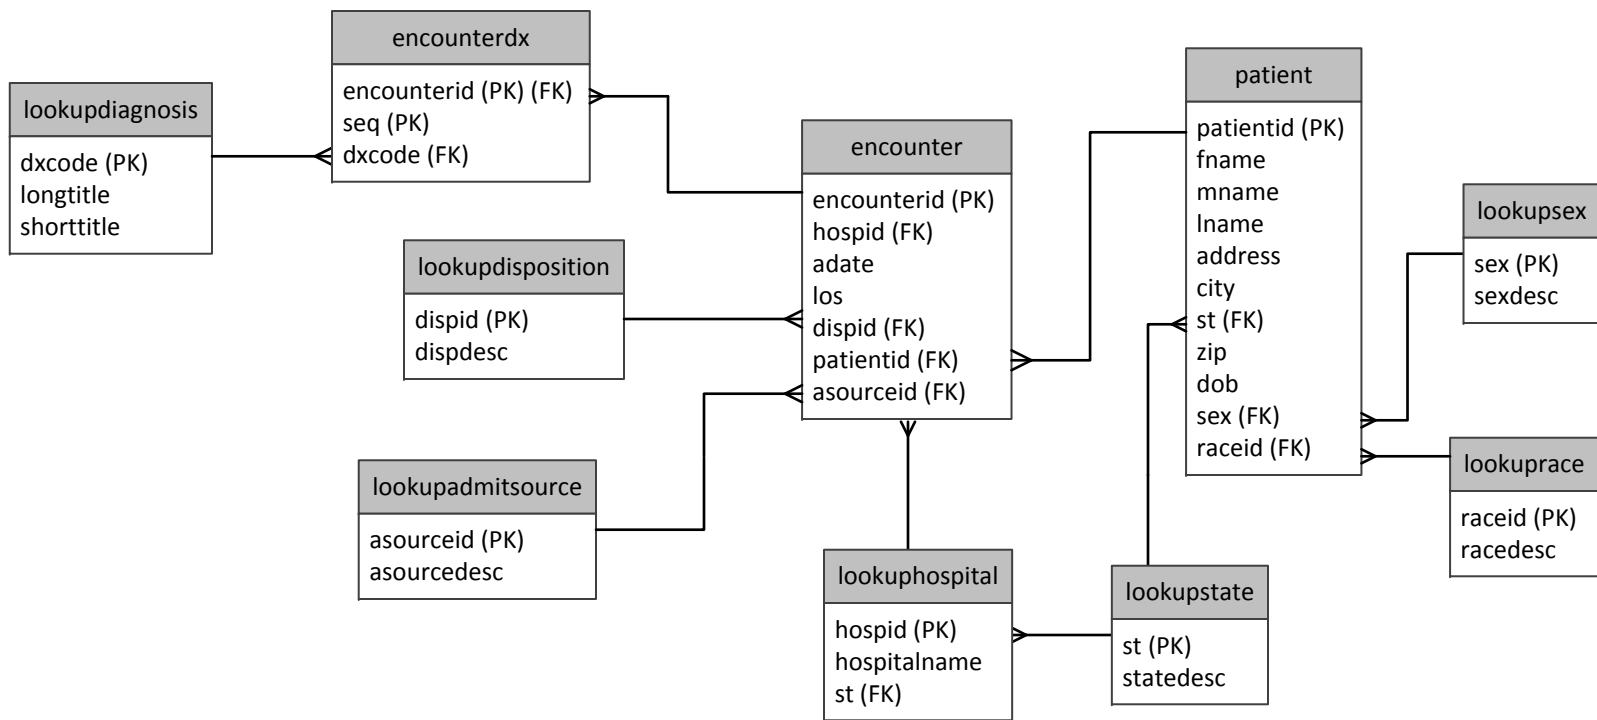 encounterdx
encounterid (PK) (FK)
seq (PK)
dxcode (FK)
lookupdiagnosis
dxcode (PK)
longtitle
shorttitle
encounter
encounterid (PK)
hospid (FK)
adate
los
dispid (FK)
patientid (FK)
asourceid (FK)
patient
patientid (PK)
fname
mname
lname
address
city
st (FK)
zip
dob
sex (FK)
raceid (FK)
lookupsex
sex (PK)
sexdesc
lookupdisposition
dispid (PK)
dispdesc
lookupadmitsource
asourceid (PK)
asourcedesc
lookuprace
raceid (PK)
racedesc
lookuphospital
hospid (PK)
hospitalname
st (FK)
lookupstate
st (PK)
statedesc